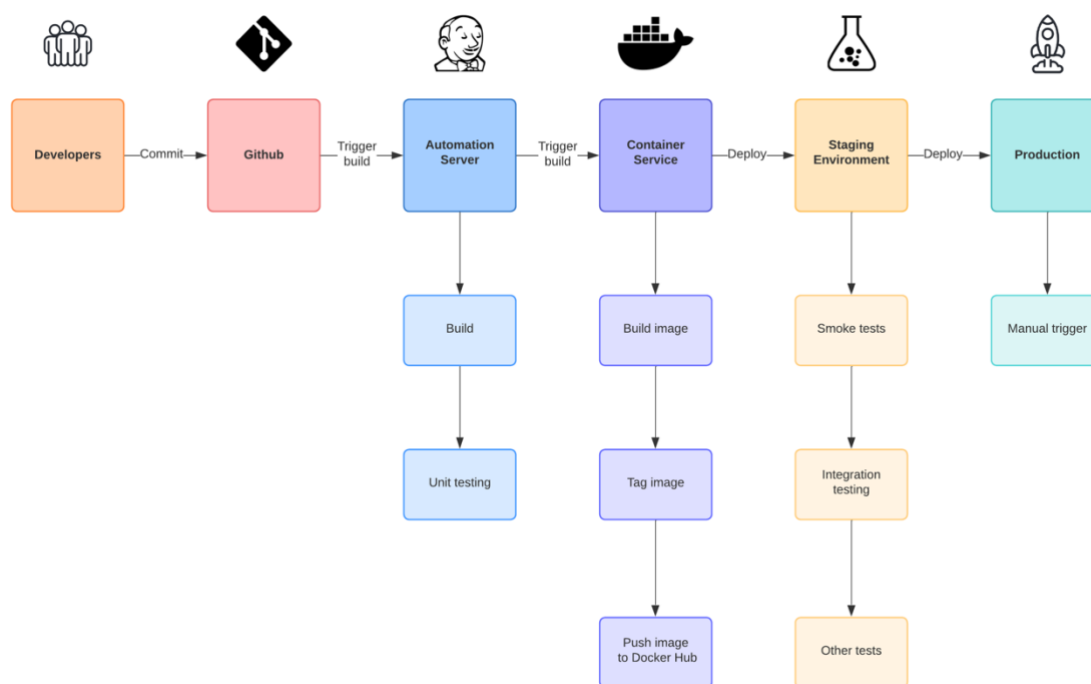 Developers
Commit
Github
Trigger
build
Automation
Server
Trigger
build
Container
Service
Deploy
Staging
Environment
Deploy
Production
Build
Build image
Smoke tests
Manual trigger
Unit testing
Tag image
Integration
testing
Push image
to Docker Hub
Other tests